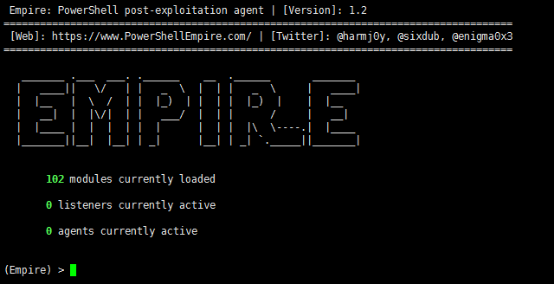 Empire: PowerShell post-exploitation agent | [Version]: 1.2
[Web]: https://www.PowerShellEmpire.com/ | [Twitter]: @harmj0y, @sixdub, @enigma0x3
EMPIRE
102 modules currently loaded
0 listeners currently active
0 agents currently active
(Empire) >